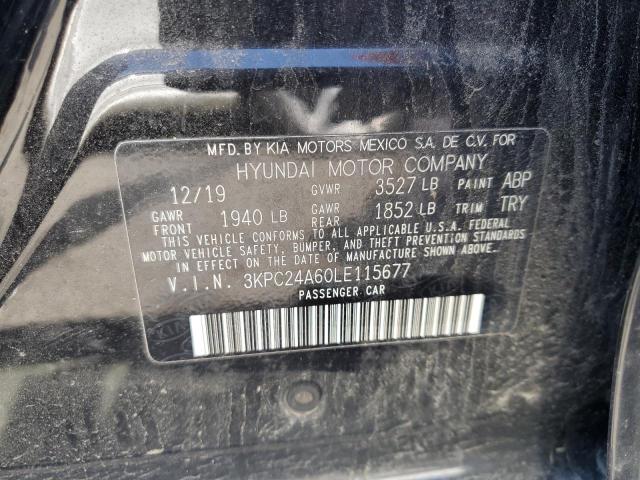 MFD. BY KIA MOTORS MEXICO S.A. DE C.V. FOR
HYUNDAI MOTOR COMPANY
12/19 GVWR 3527 LB PAINT ABP
GAWR FRONT 1940 LB GAWR REAR 1852 LB TRIM TRY
THIS VEHICLE CONFORMS TO ALL APPLICABLE U.S.A. FEDERAL
MOTOR VEHICLE SAFETY, BUMPER, AND THEFT PREVENTION STANDARDS
IN EFFECT ON THE DATE OF MANUFACTURE SHOWN ABOVE.
V.I.N. 3KPC24A60LE115677
PASSENGER CAR